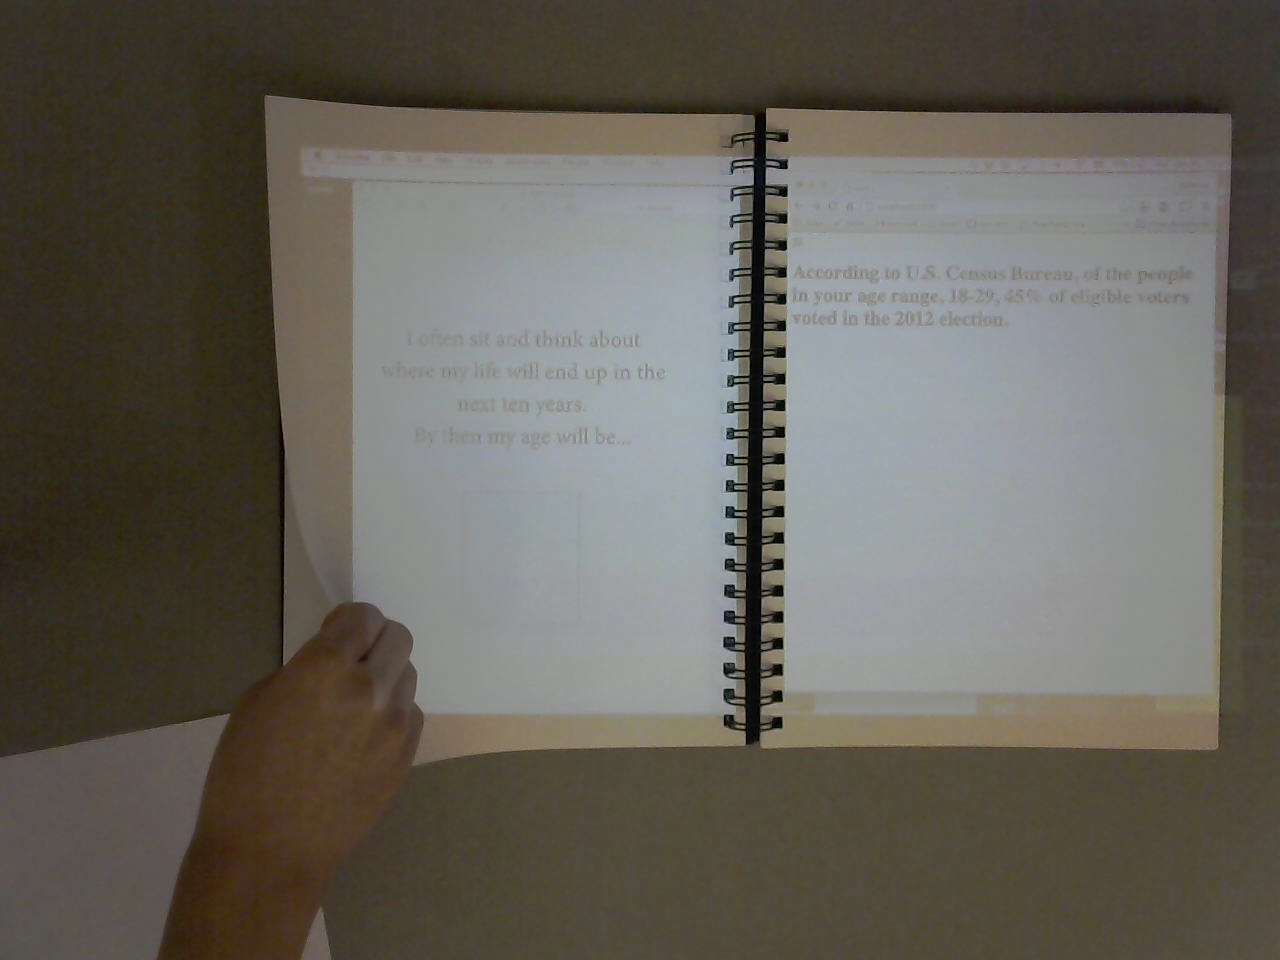 I often sit and think about
where my life will end up in the
next ten years.
By then my age will be...
According to U.S. Census Bureau, of the people
in your age range, 18-29, 45% of eligible voters
voted in the 2012 election.